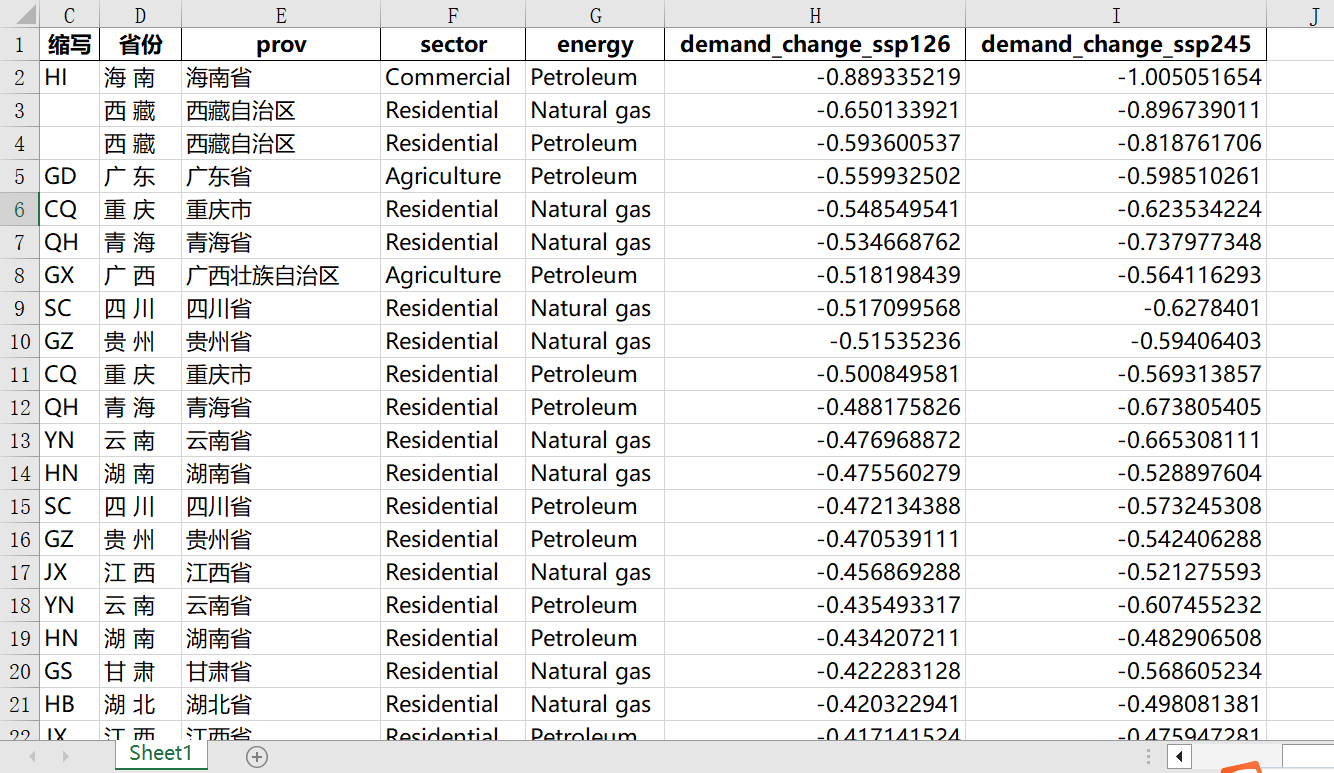 C D E F G H I J
1 缩写 省份 prov sector energy demand_change_ssp126 demand_change_ssp245
2 HI 海 南 海南省 Commercial Petroleum -0.889335219 -1.005051654
3 西 藏 西藏自治区 Residential Natural gas -0.650133921 -0.896739011
4 西 藏 西藏自治区 Residential Petroleum -0.593600537 -0.818761706
5 GD 广 东 广东省 Agriculture Petroleum -0.559932502 -0.598510261
6 CQ 重 庆 重庆市 Residential Natural gas -0.548549541 -0.623534224
7 QH 青 海 青海省 Residential Natural gas -0.534668762 -0.737977348
8 GX 广 西 广西壮族自治区 Agriculture Petroleum -0.518198439 -0.564116293
9 SC 四 川 四川省 Residential Natural gas -0.517099568 -0.6278401
10 GZ 贵 州 贵州省 Residential Natural gas -0.51535236 -0.59406403
11 CQ 重 庆 重庆市 Residential Petroleum -0.500849581 -0.569313857
12 QH 青 海 青海省 Residential Petroleum -0.488175826 -0.673805405
13 YN 云 南 云南省 Residential Natural gas -0.476968872 -0.665308111
14 HN 湖 南 湖南省 Residential Natural gas -0.475560279 -0.528897604
15 SC 四 川 四川省 Residential Petroleum -0.472134388 -0.573245308
16 GZ 贵 州 贵州省 Residential Petroleum -0.470539111 -0.542406288
17 JX 江 西 江西省 Residential Natural gas -0.456869288 -0.521275593
18 YN 云 南 云南省 Residential Petroleum -0.435493317 -0.607455232
19 HN 湖 南 湖南省 Residential Petroleum -0.434207211 -0.482906508
20 GS 甘 肃 甘肃省 Residential Natural gas -0.422283128 -0.568605234
21 HB 湖 北 湖北省 Residential Natural gas -0.420322941 -0.498081381
22 JX 江 西 江西省 Residential Petroleum -0.417141524 -0.475947281
Sheet1